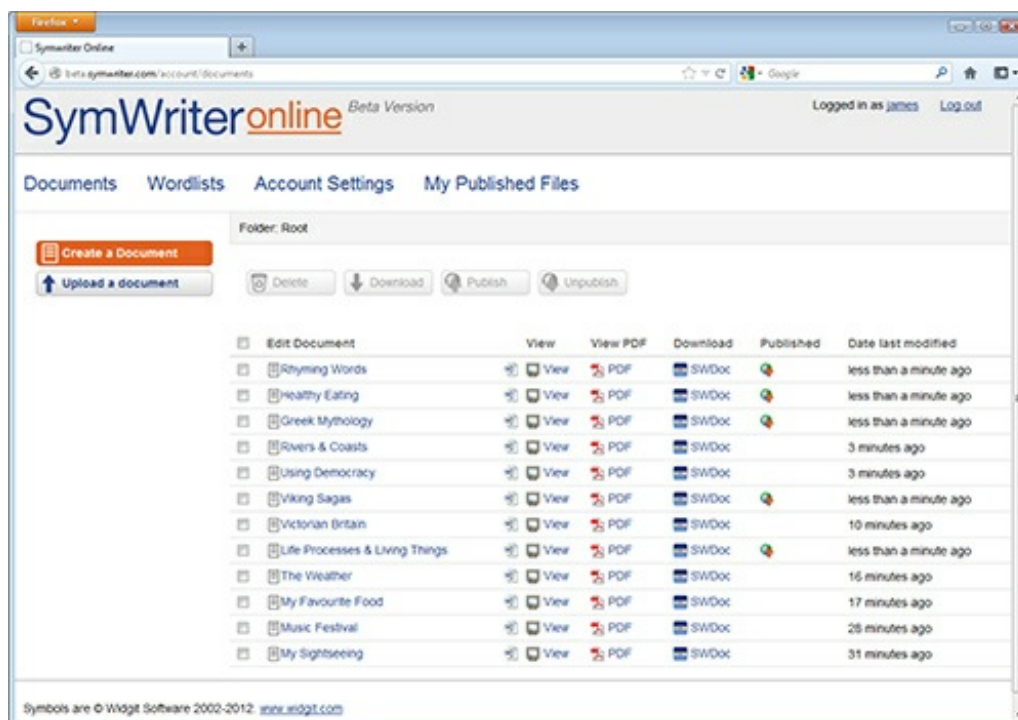 Firefox
Symwriter Online
beta.symwriter.com/account/documents
Google
SymWriteronline Beta Version
Logged in as james Log out
Documents Wordlists Account Settings My Published Files
Folder: Root
Create a Document
Upload a document
Delete Download Publish Unpublish
Edit Document View View PDF Download Published Date last modified
Rhyming Words View PDF SWDoc less than a minute ago
Healthy Eating View PDF SWDoc less than a minute ago
Greek Mythology View PDF SWDoc less than a minute ago
Rivers & Coasts View PDF SWDoc 3 minutes ago
Using Democracy View PDF SWDoc 3 minutes ago
Viking Sagas View PDF SWDoc less than a minute ago
Victorian Britain View PDF SWDoc 10 minutes ago
Life Processes & Living Things View PDF SWDoc less than a minute ago
The Weather View PDF SWDoc 16 minutes ago
My Favourite Food View PDF SWDoc 17 minutes ago
Music Festival View PDF SWDoc 28 minutes ago
My Sightseeing View PDF SWDoc 31 minutes ago
Symbols are © Widgit Software 2002-2012. www.widgit.com